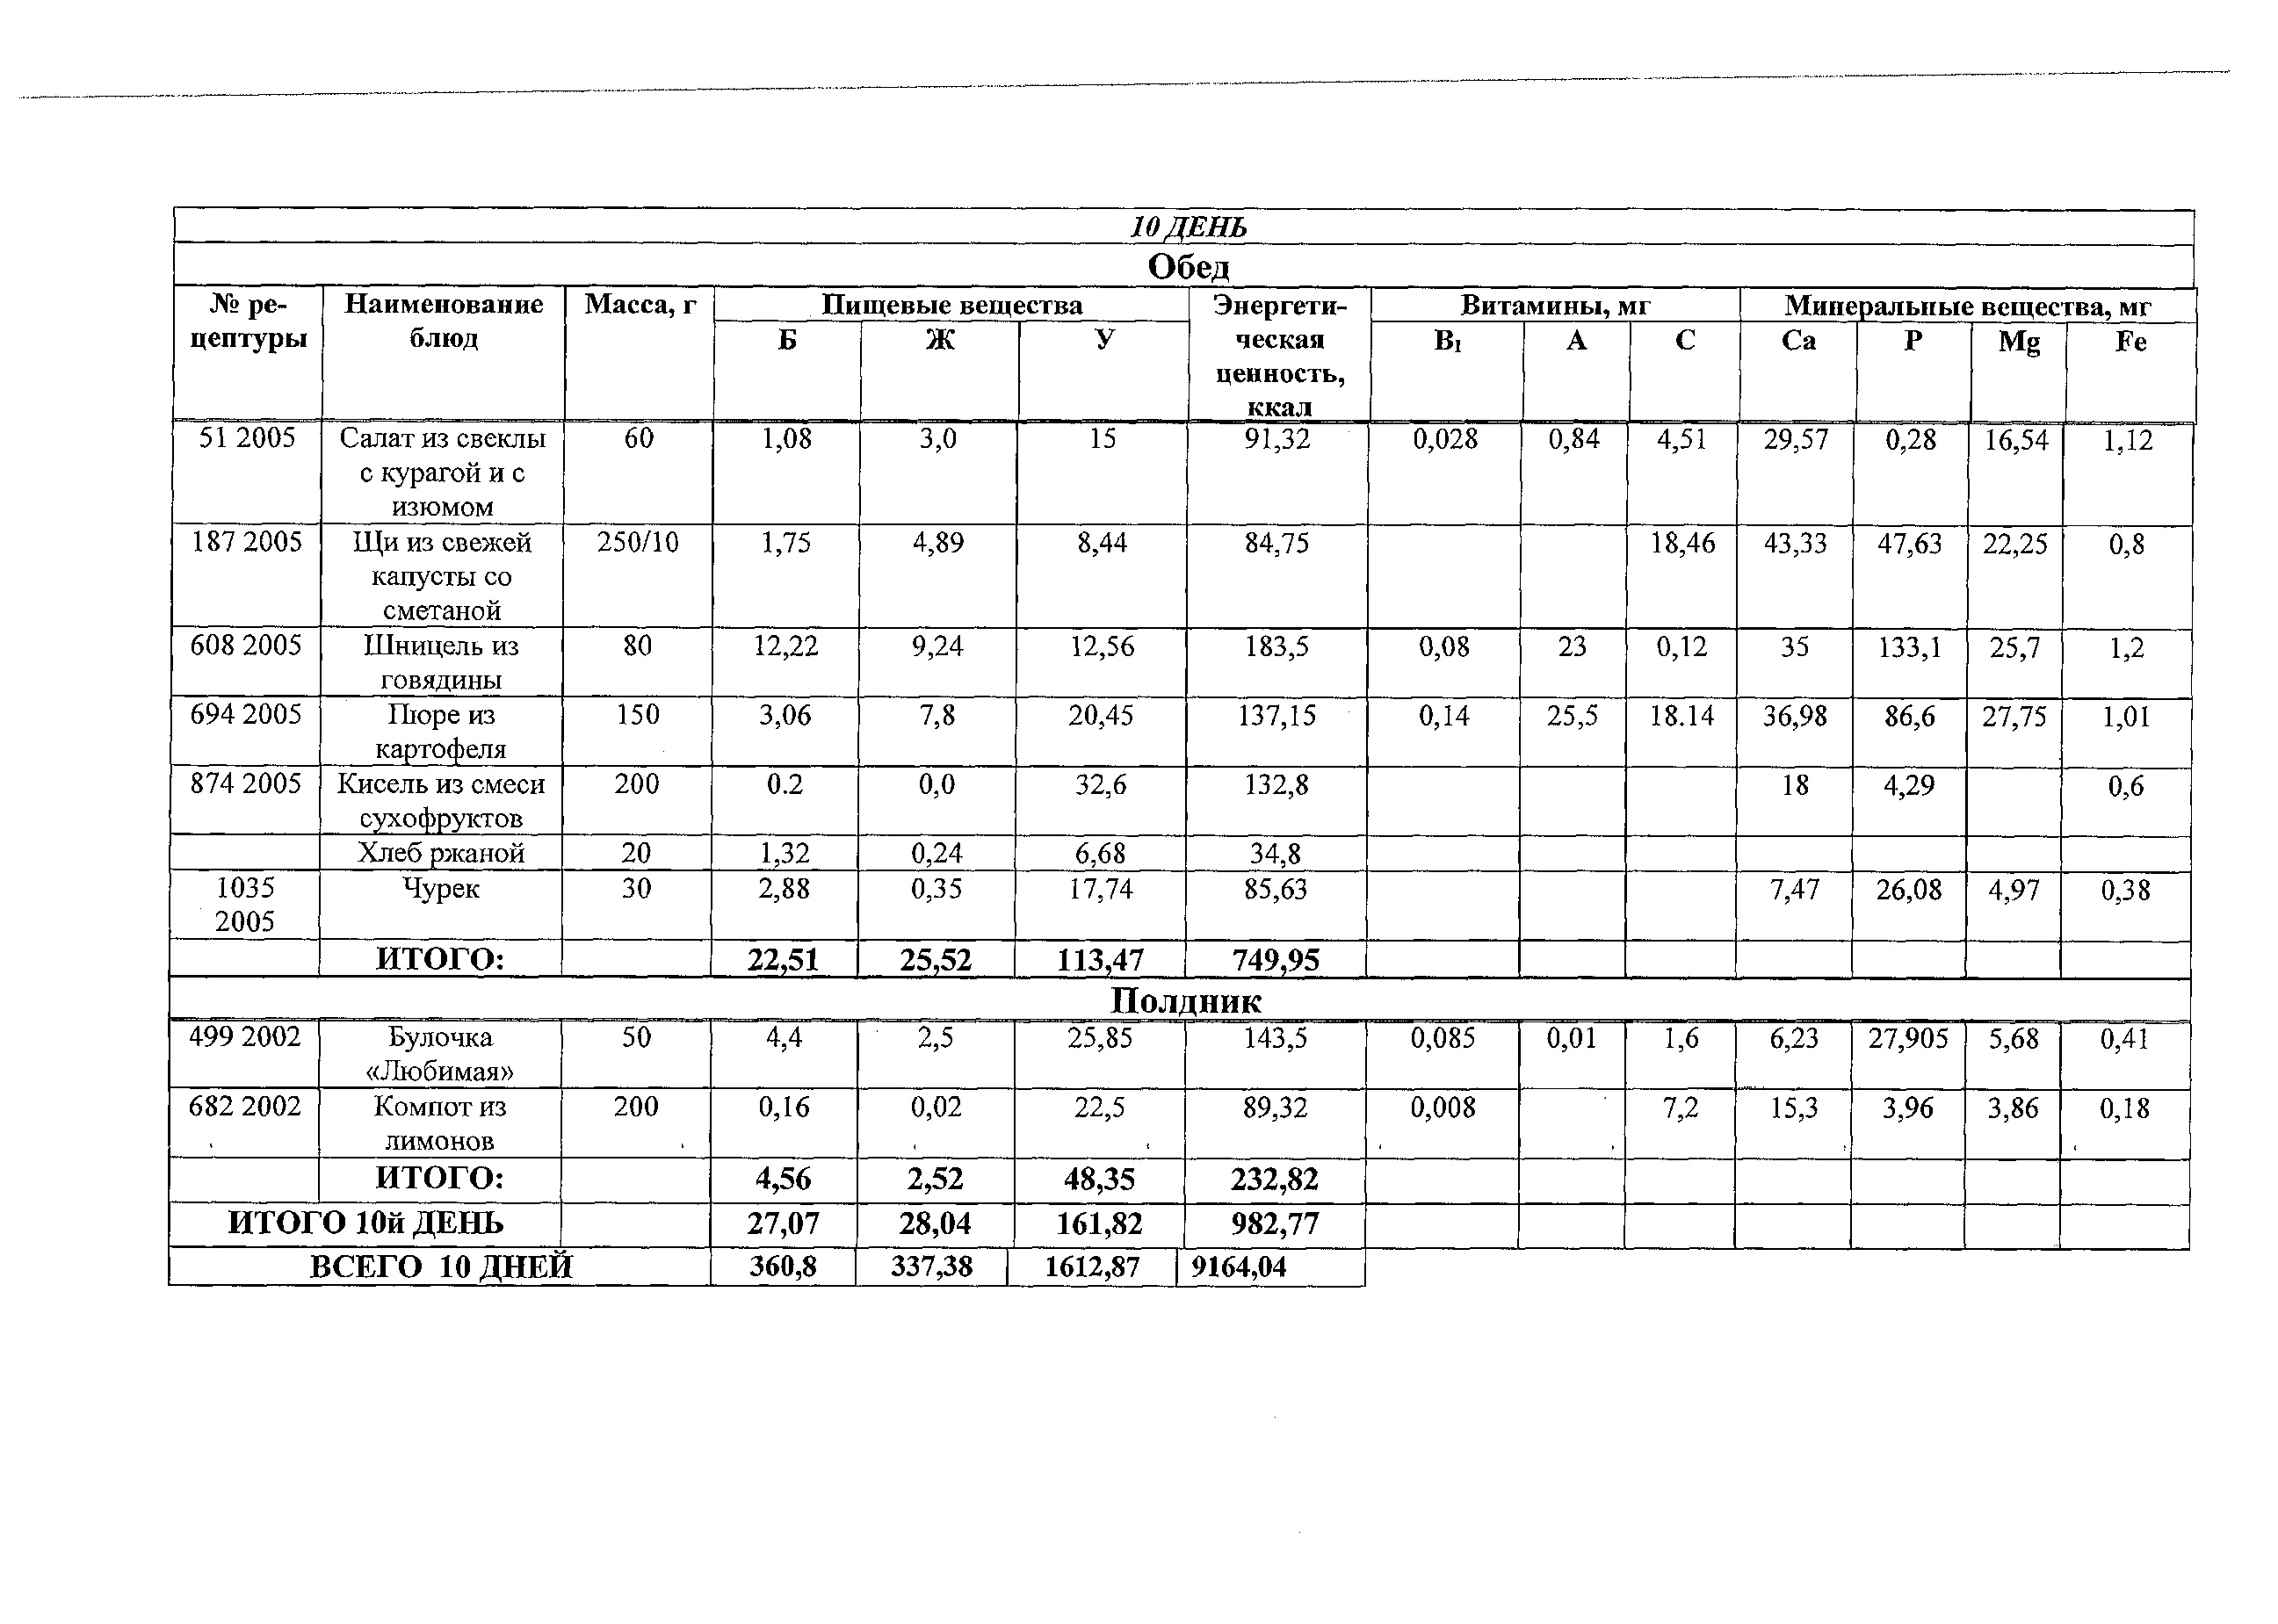 10 ДЕНЬ
Обед
№ ре- Наименование Масса, г Пищевые вещества Энергети- Витамины, мг Минеральные вещества, мг
цептуры блюд Б Ж У ческая B1 А С Ca P Mg Fe
ценность,
ккал
51 2005 Салат из свеклы 60 1,08 3,0 15 91,32 0,028 0,84 4,51 29,57 0,28 16,54 1,12
с курагой и с
изюмом
187 2005 Щи из свежей 250/10 1,75 4,89 8,44 84,75 18,46 43,33 47,63 22,25 0,8
капусты со
сметаной
608 2005 Шницель из 80 12,22 9,24 12,56 183,5 0,08 23 0,12 35 133,1 25,7 1,2
говядины
694 2005 Пюре из 150 3,06 7,8 20,45 137,15 0,14 25,5 18.14 36,98 86,6 27,75 1,01
картофеля
874 2005 Кисель из смеси 200 0.2 0,0 32,6 132,8 18 4,29 0,6
сухофруктов
Хлеб ржаной 20 1,32 0,24 6,68 34,8
1035 Чурек 30 2,88 0,35 17,74 85,63 7,47 26,08 4,97 0,38
2005
ИТОГО: 22,51 25,52 113,47 749,95
Полдник
499 2002 Булочка 50 4,4 2,5 25,85 143,5 0,085 0,01 1,6 6,23 27,905 5,68 0,41
«Любимая»
682 2002 Компот из 200 0,16 0,02 22,5 89,32 0,008 7,2 15,3 3,96 3,86 0,18
лимонов
ИТОГО: 4,56 2,52 48,35 232,82
ИТОГО 10й ДЕНЬ 27,07 28,04 161,82 982,77
ВСЕГО 10 ДНЕЙ 360,8 337,38 1612,87 9164,04